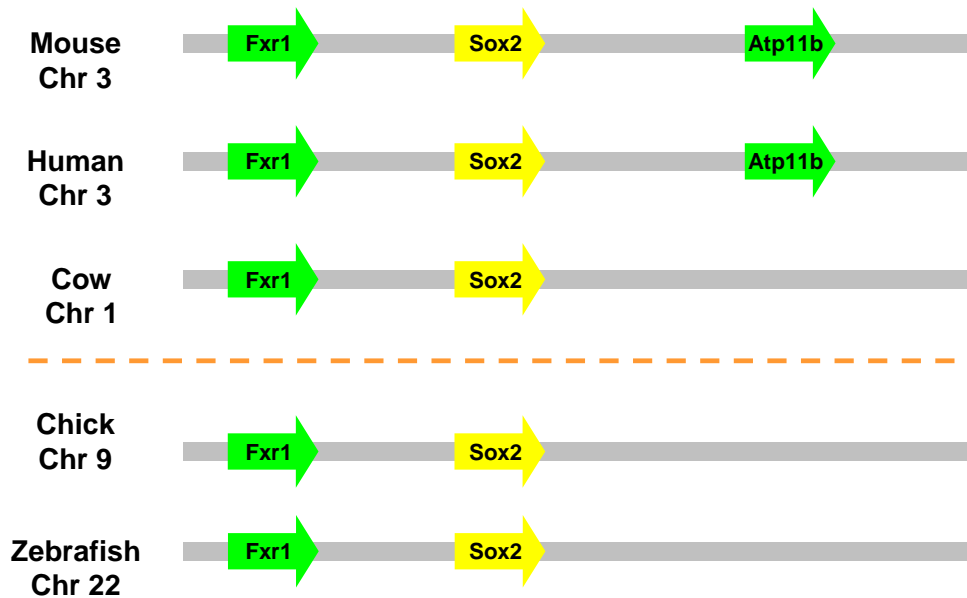 Mouse
Chr 3
Fxr1
Sox2
Atp11b
Human
Chr 3
Fxr1
Sox2
Atp11b
Cow
Chr 1
Fxr1
Sox2
Chick
Chr 9
Fxr1
Sox2
Zebrafish
Chr 22
Fxr1
Sox2